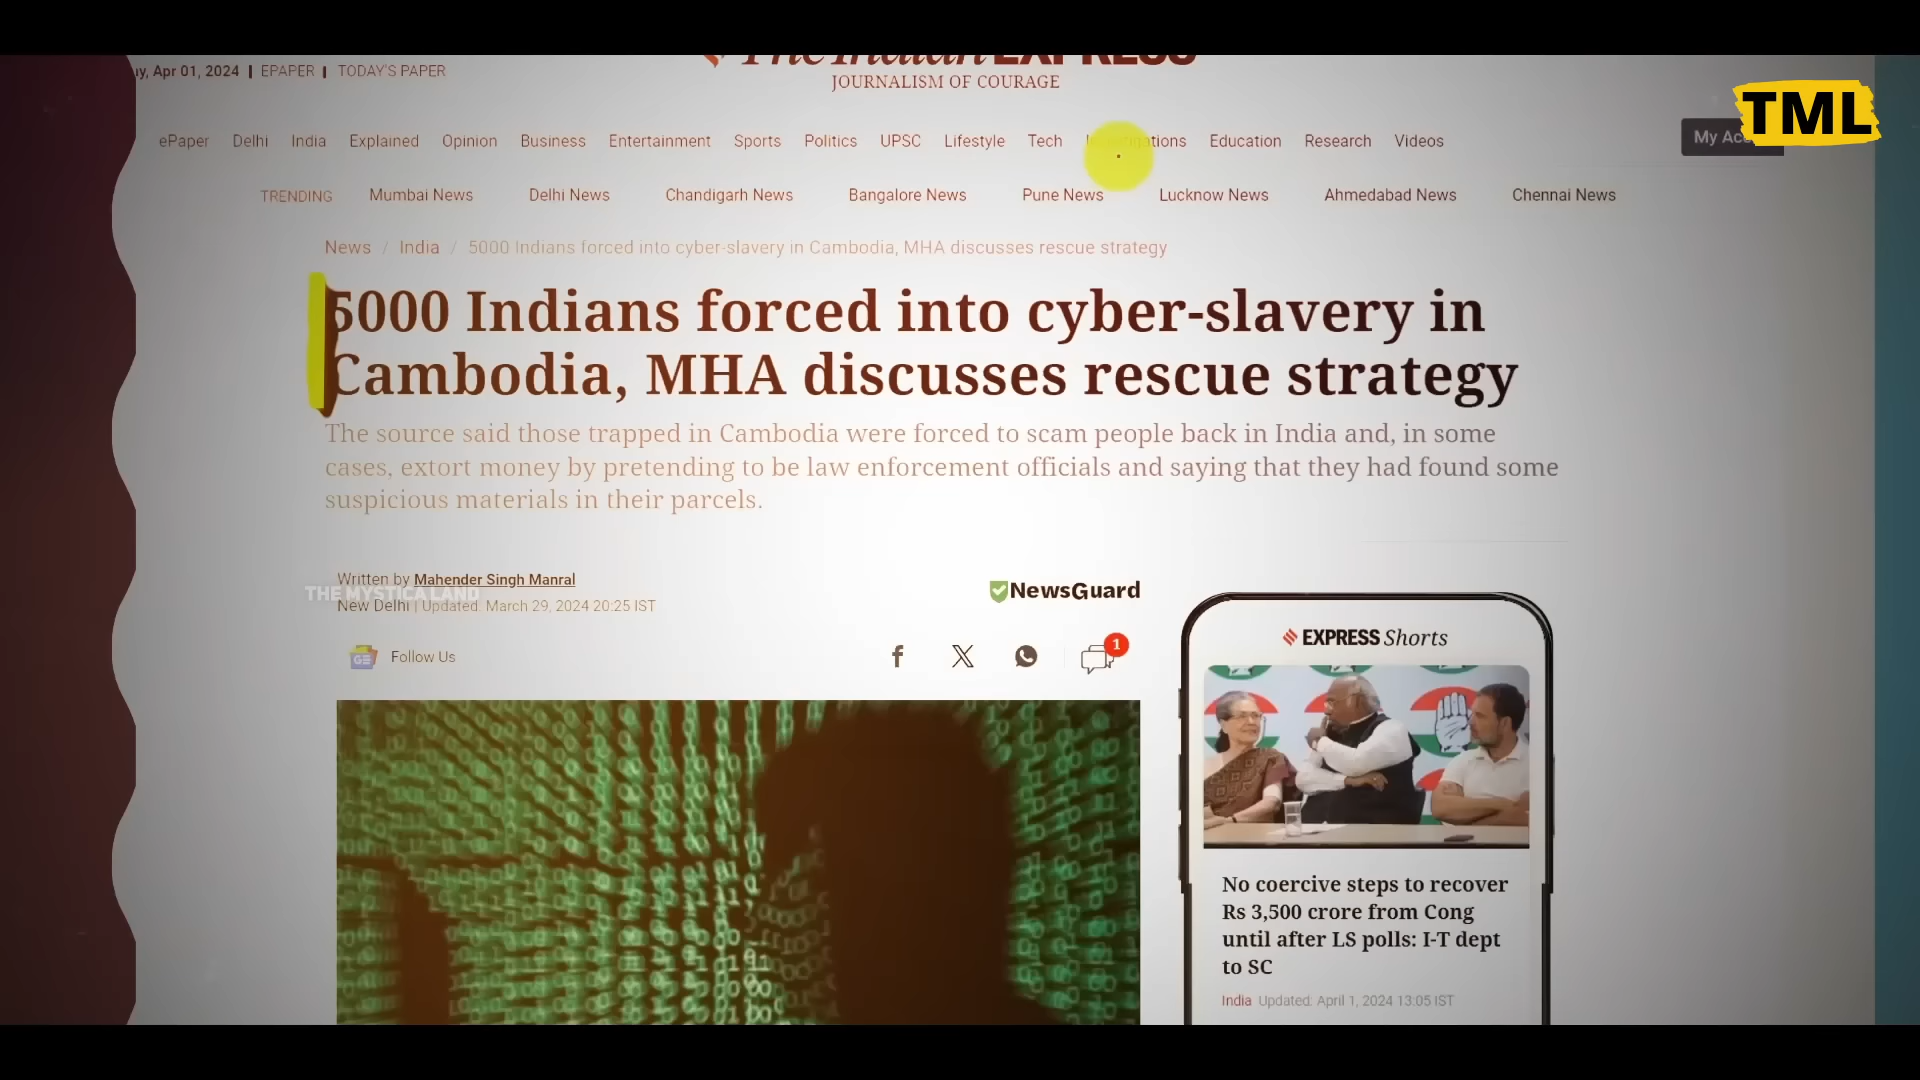 Apr 01, 2024 | EPAPER | TODAY'S PAPER
The Indian EXPRESS
JOURNALISM OF COURAGE
TML
My Acc
ePaper Delhi India Explained Opinion Business Entertainment Sports Politics UPSC Lifestyle Tech Investigations Education Research Videos
TRENDING Mumbai News Delhi News Chandigarh News Bangalore News Pune News Lucknow News Ahmedabad News Chennai News
News / India / 5000 Indians forced into cyber-slavery in Cambodia, MHA discusses rescue strategy
5000 Indians forced into cyber-slavery in
Cambodia, MHA discusses rescue strategy
The source said those trapped in Cambodia were forced to scam people back in India and, in some
cases, extort money by pretending to be law enforcement officials and saying that they had found some
suspicious materials in their parcels.
Written by Mahender Singh Manral
THE MYSTICA LAND
New Delhi | Updated: March 29, 2024 20:25 IST
NewsGuard
Follow Us
1
EXPRESS Shorts
No coercive steps to recover
Rs 3,500 crore from Cong
until after LS polls: I-T dept
to SC
India Updated: April 1, 2024 13:05 IST